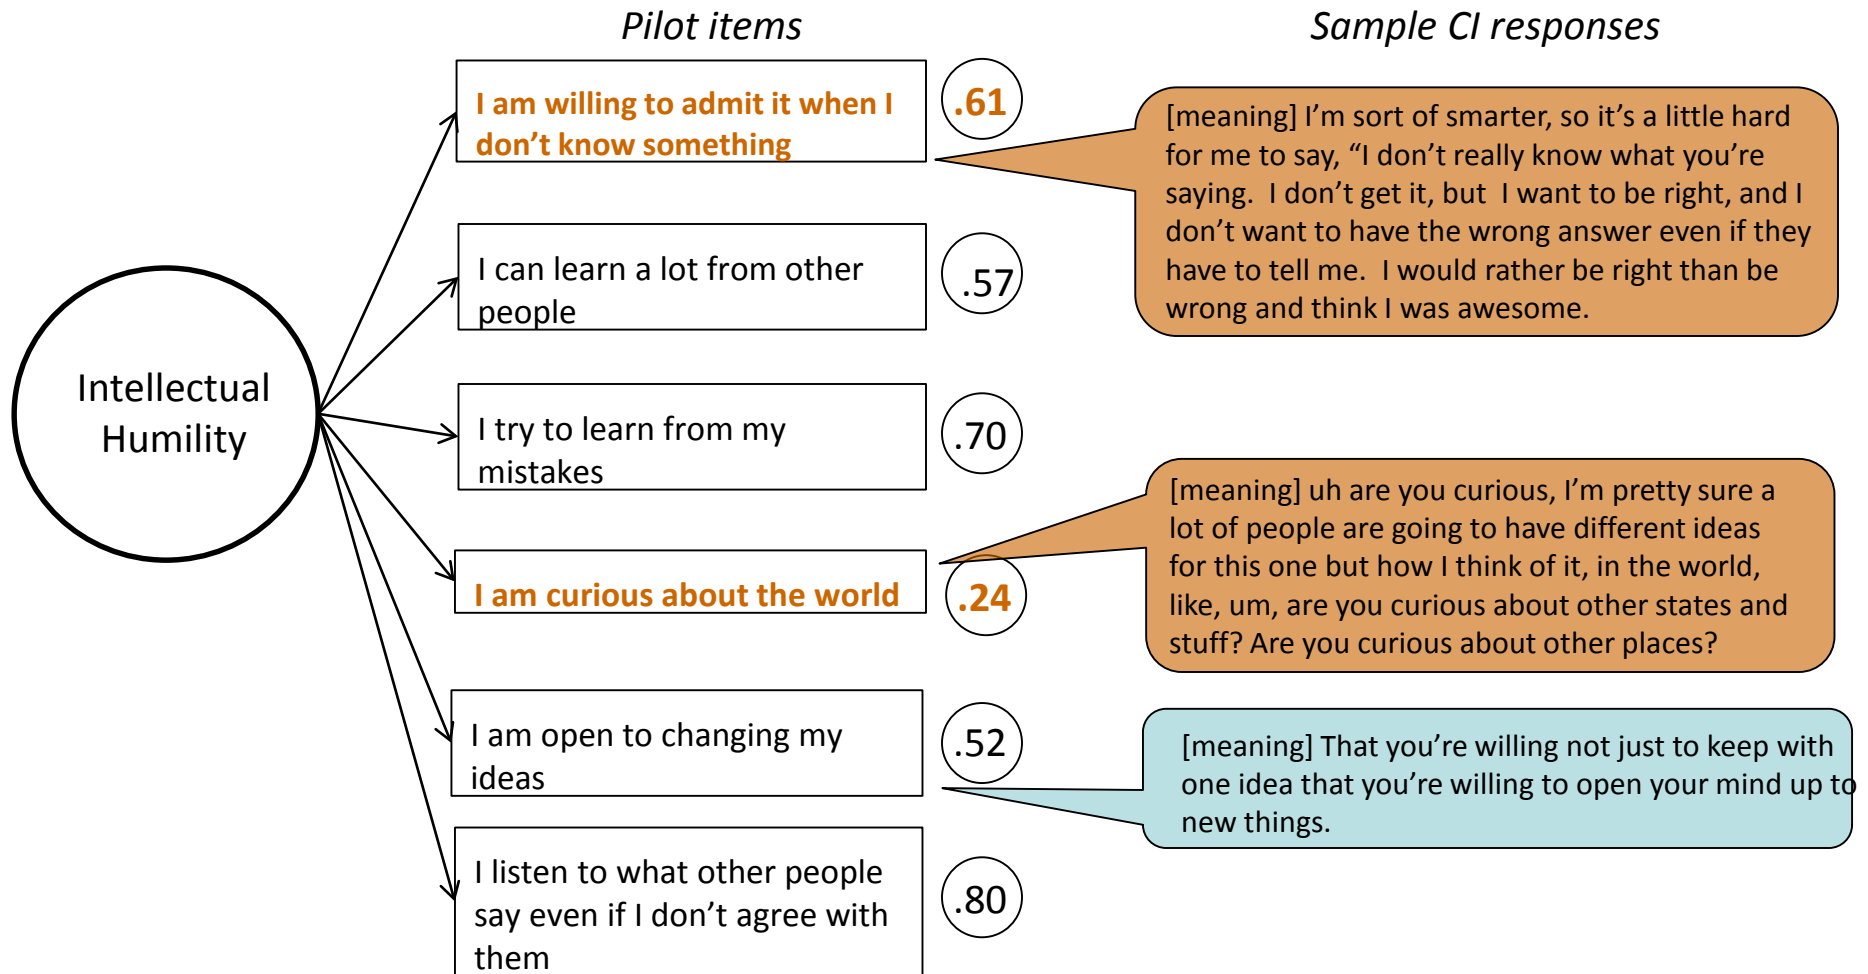 Pilot items
Sample CI responses
Intellectual
Humility
I am willing to admit it when I
don’t know something
.61
[meaning] I’m sort of smarter, so it’s a little hard
for me to say, “I don’t really know what you’re
saying.  I don’t get it, but  I want to be right, and I
don’t want to have the wrong answer even if they
have to tell me.  I would rather be right than be
wrong and think I was awesome.
I can learn a lot from other
people
.57
I try to learn from my
mistakes
.70
I am curious about the world
.24
[meaning] uh are you curious, I’m pretty sure a
lot of people are going to have different ideas
for this one but how I think of it, in the world,
like, um, are you curious about other states and
stuff? Are you curious about other places?
I am open to changing my
ideas
.52
[meaning] That you’re willing not just to keep with
one idea that you’re willing to open your mind up to
new things.
I listen to what other people
say even if I don’t agree with
them
.80